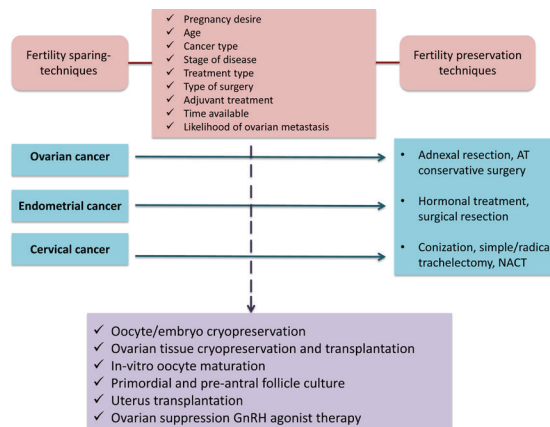 Fertility sparing-
techniques
✓ Pregnancy desire
✓ Age
✓ Cancer type
✓ Stage of disease
✓ Treatment type
✓ Type of surgery
✓ Adjuvant treatment
✓ Time available
✓ Likelihood of ovarian metastasis
Fertility preservation
techniques
Ovarian cancer
Endometrial cancer
Cervical cancer
• Adnexal resection, AT
conservative surgery
• Hormonal treatment,
surgical resection
• Conization, simple/radica
trachelectomy, NACT
✓ Oocyte/embryo cryopreservation
✓ Ovarian tissue cryopreservation and transplantation
✓ In-vitro oocyte maturation
✓ Primordial and pre-antral follicle culture
✓ Uterus transplantation
✓ Ovarian suppression GnRH agonist therapy